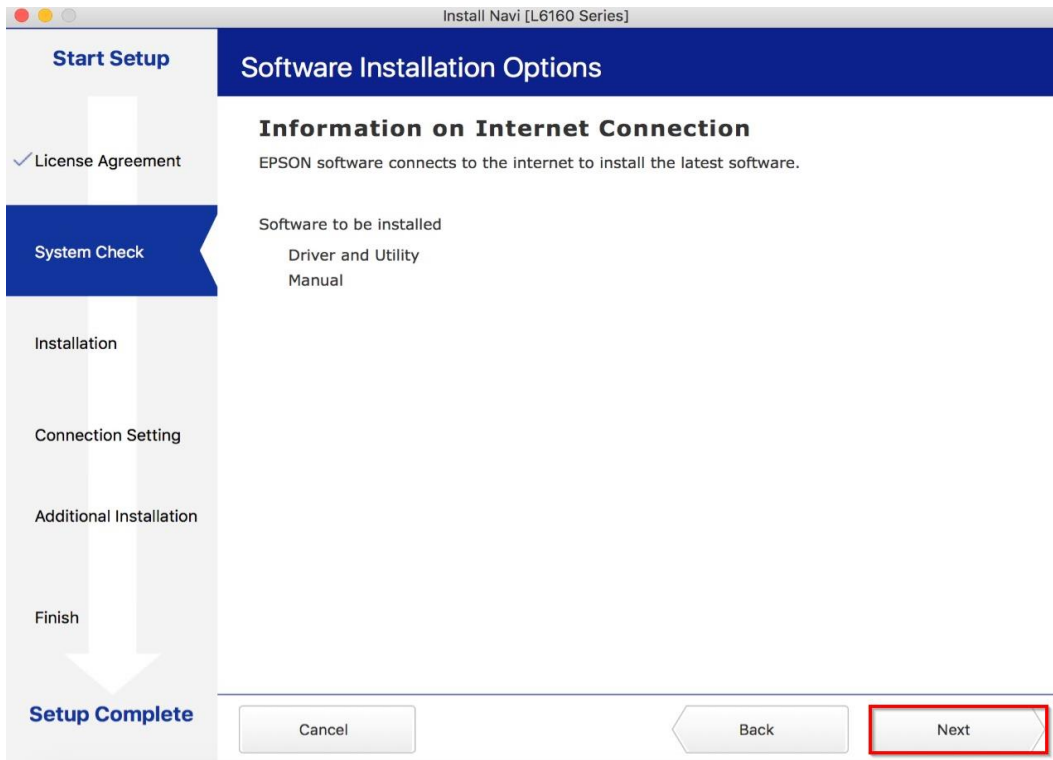 Install Navi [L6160 Series]
Start Setup
License Agreement
System Check
Installation
Connection Setting
Additional Installation
Finish
Setup Complete
Software Installation Options
Information on Internet Connection
EPSON software connects to the internet to install the latest software.
Software to be installed
Driver and Utility
Manual
Cancel
Back
Next